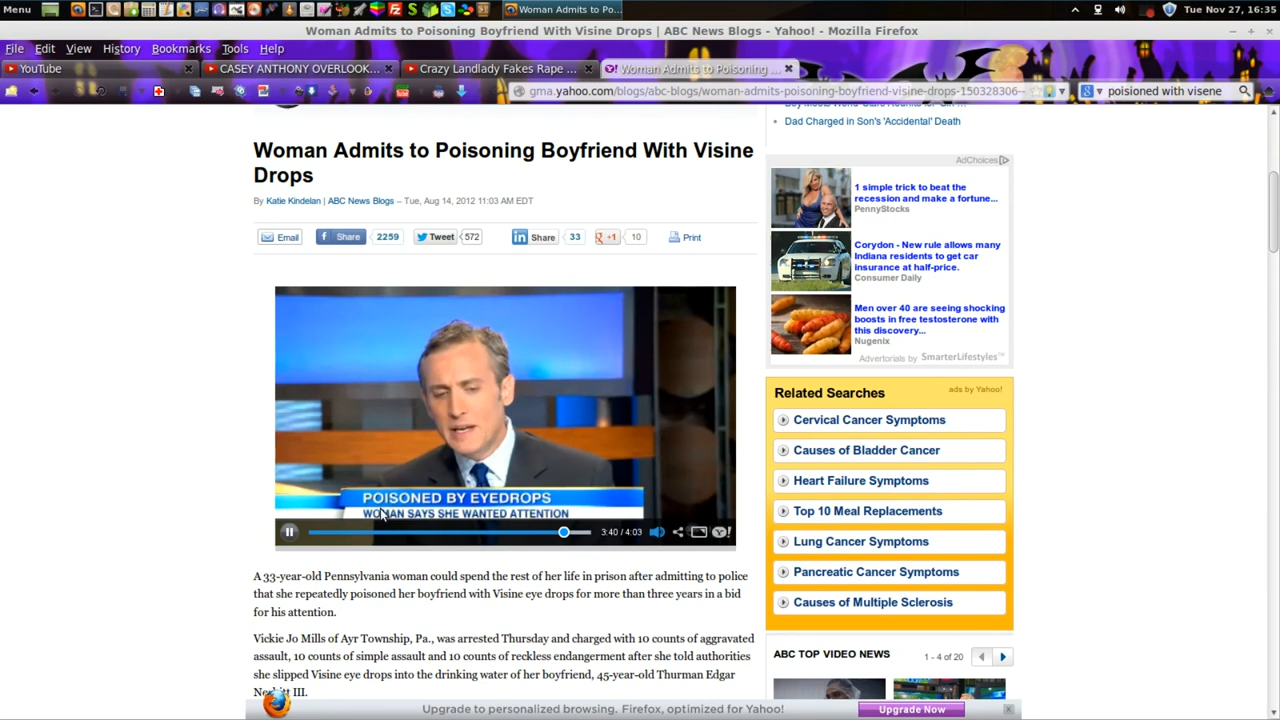 Menu
Woman Admits to Po...
Tue Nov 27, 16:35
Woman Admits to Poisoning Boyfriend With Visine Drops | ABC News Blogs - Yahoo! - Mozilla Firefox
File Edit View History Bookmarks Tools Help
YouTube
CASEY ANTHONY OVERLOOK...
Crazy Landlady Fakes Rape ...
Woman Admits to Poisoning ...
gma.yahoo.com/blogs/abc-blogs/woman-admits-poisoning-boyfriend-visine-drops-150328306--
poisioned with visene
Dad Charged in Son's 'Accidental' Death
Woman Admits to Poisoning Boyfriend With Visine
Drops
By Katie Kindelan | ABC News Blogs – Tue, Aug 14, 2012 11:03 AM EDT
Email
Share 2259
Tweet 572
Share 33
+1 10
Print
POISONED BY EYEDROPS
WOMAN SAYS SHE WANTED ATTENTION
3:40 / 4:03
A 33-year-old Pennsylvania woman could spend the rest of her life in prison after admitting to police
that she repeatedly poisoned her boyfriend with Visine eye drops for more than three years in a bid
for his attention.
Vickie Jo Mills of Ayr Township, Pa., was arrested Thursday and charged with 10 counts of aggravated
assault, 10 counts of simple assault and 10 counts of reckless endangerment after she told authorities
she slipped Visine eye drops into the drinking water of her boyfriend, 45-year-old Thurman Edgar
Nesbitt III.
AdChoices
1 simple trick to beat the
recession and make a fortune...
PennyStocks
Corydon - New rule allows many
Indiana residents to get car
insurance at half-price.
Consumer Daily
Men over 40 are seeing shocking
boosts in free testosterone with
this discovery...
Nugenix
Advertorials by SmarterLifestyles™
Related Searches
ads by Yahoo!
Cervical Cancer Symptoms
Causes of Bladder Cancer
Heart Failure Symptoms
Top 10 Meal Replacements
Lung Cancer Symptoms
Pancreatic Cancer Symptoms
Causes of Multiple Sclerosis
ABC TOP VIDEO NEWS
1 - 4 of 20
Upgrade to personalized browsing. Firefox, optimized for Yahoo!
Upgrade Now